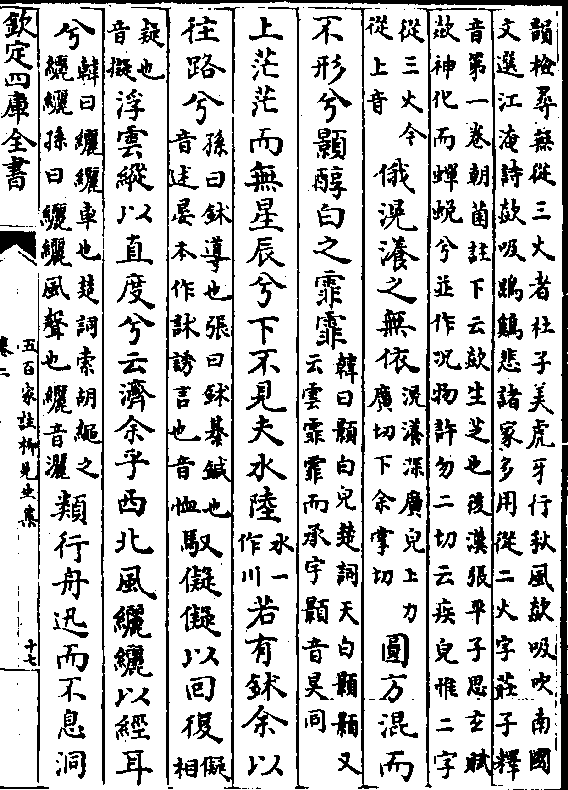 韻檢尋無從三火者杜子美虎牙行秋風欻吸吹南國
文選江淹詩欻吸鵾鷄悲諸家多用從二火字莊子釋
音第一卷朝菌註下云欻生芝也後漢張平子思玄賦
欻神化而蟬蛻兮並作況物許勿二切云疾皃惟二字
從三火今從上音俄滉瀁之無依滉瀁深廣皃上力廣切下余掌切圓方混而
不形兮顥醇白之霏霏韓曰顥白皃楚詞天白顥顥又云雲霏霏而承宇顥音昊同
上茫茫而無星辰兮下不見夫水陸水一作川若有鉥余以
往路兮孫曰鉥導也張曰鉥綦鍼也音述晏本作訹誘言也音恤馭儗儗以回復儗相
疑也音擬浮雲縱以直度兮云濟余乎西北風纚纚以經耳
兮韓曰纚纚車也楚詞索胡繩之纚纚孫曰纚纚風聲也纚音灑類行舟迅而不息洞
欽定四庫全書
五百家註柳先生集
卷二
十七